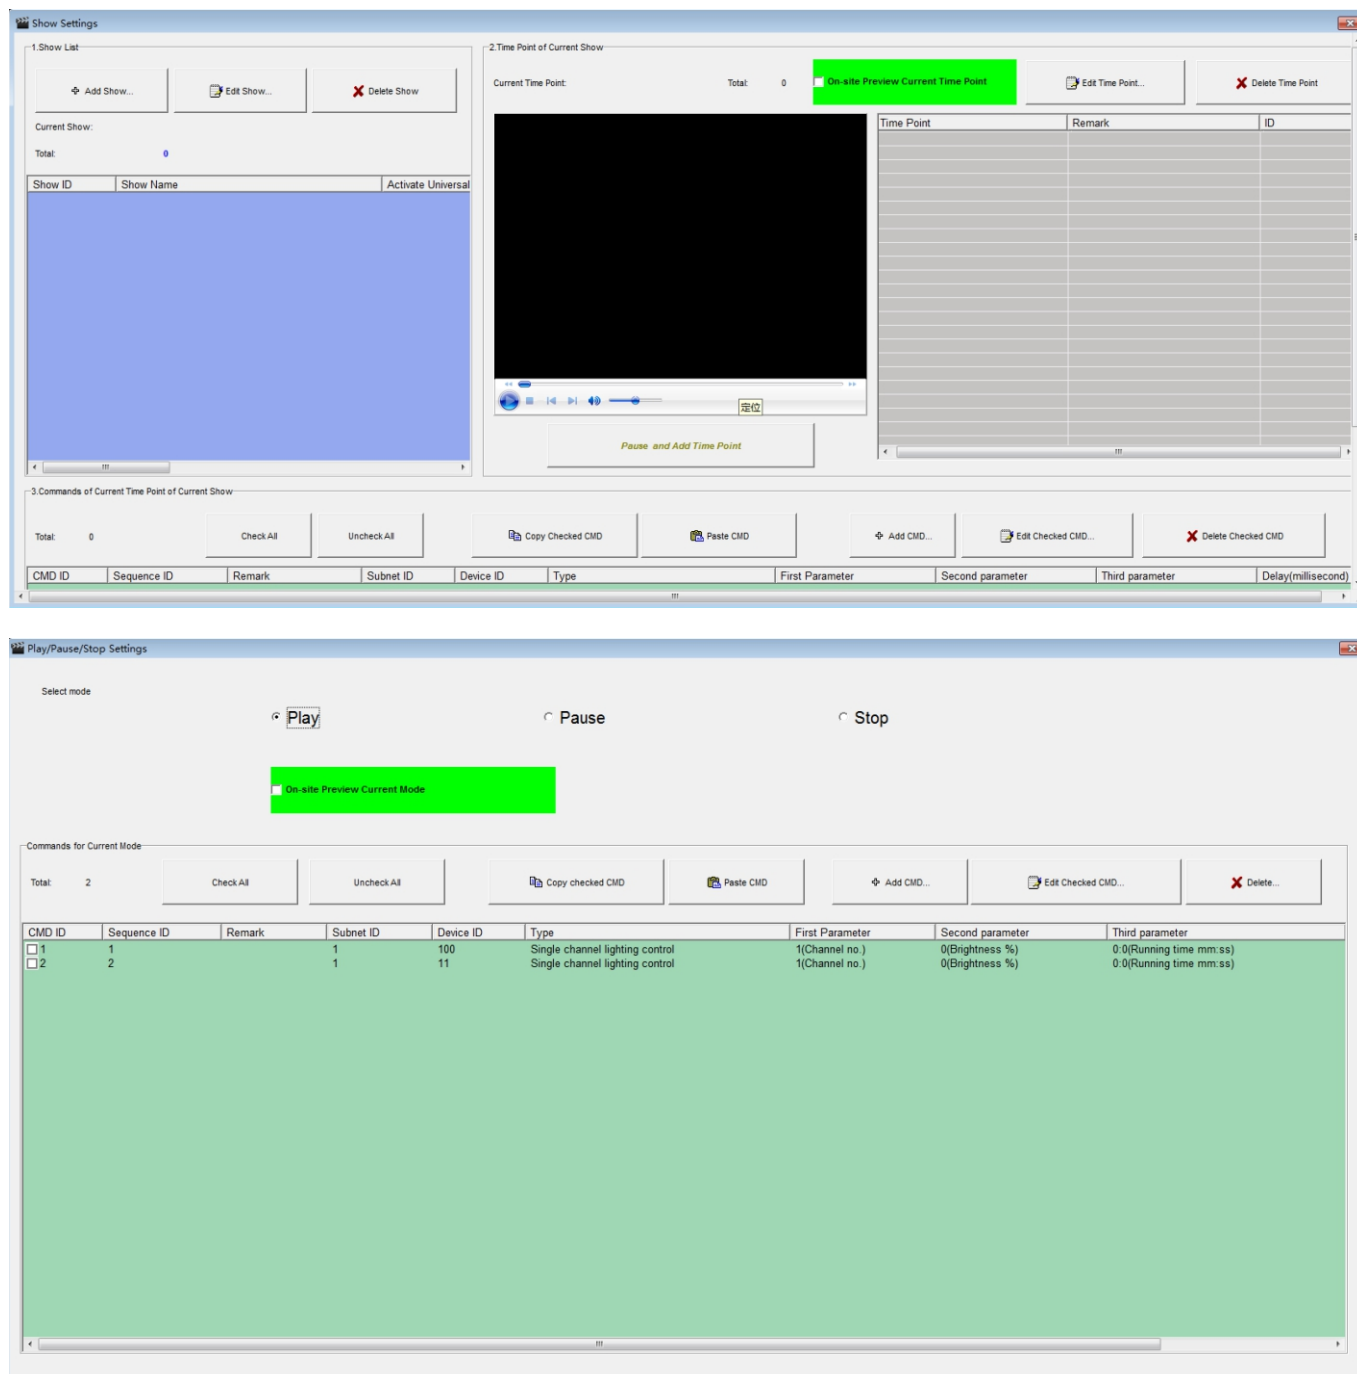 Show Settings
1.Show List
Add Show...
Edit Show...
Delete Show
Current Show:
Total: 0
Show ID Show Name Activate Universal
2.Time Point of Current Show
Current Time Point: Total: 0
On-site Preview Current Time Point
Edit Time Point...
Delete Time Point
Time Point Remark ID
定位
Pause and Add Time Point
3.Commands of Current Time Point of Current Show
Total: 0
Check All
Uncheck All
Copy Checked CMD
Paste CMD
Add CMD...
Edit Checked CMD...
Delete Checked CMD
CMD ID Sequence ID Remark Subnet ID Device ID Type First Parameter Second parameter Third parameter Delay(millisecond)
Play/Pause/Stop Settings
Select mode
Play Pause Stop
On-site Preview Current Mode
Commands for Current Mode
Total: 2
Check All
Uncheck All
Copy checked CMD
Paste CMD
Add CMD...
Edit Checked CMD...
Delete...
CMD ID Sequence ID Remark Subnet ID Device ID Type First Parameter Second parameter Third parameter
1 1 1 100 Single channel lighting control 1(Channel no.) 0(Brightness %) 0:0(Running time mm:ss)
2 2 1 11 Single channel lighting control 1(Channel no.) 0(Brightness %) 0:0(Running time mm:ss)